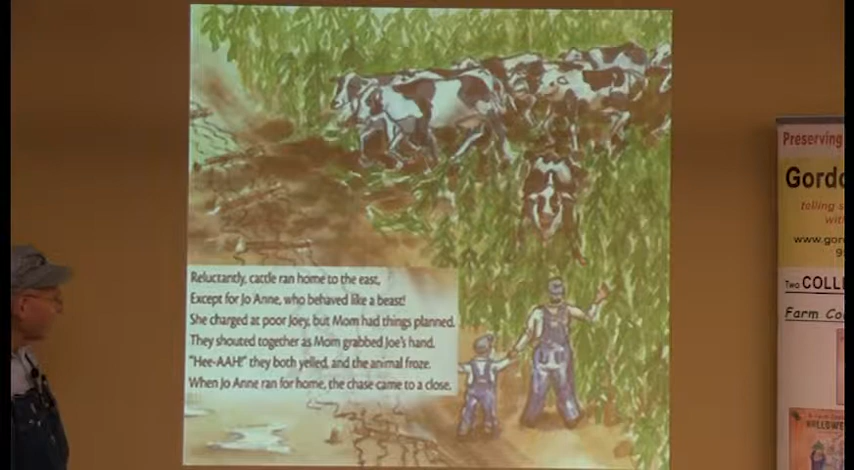 Reluctantly, cattle ran home to the east,
Except for Jo Anne, who behaved like a beast!
She charged at poor Joey, but Mom had things planned.
They shouted together as Mom grabbed Joe's hand.
"Hee-AAH!" they both yelled, and the animal froze.
When Jo Anne ran for home, the chase came to a close.
Preserving
Gordo
telling s
with
www.gor
Two COLL
Farm Co
HALLOWE